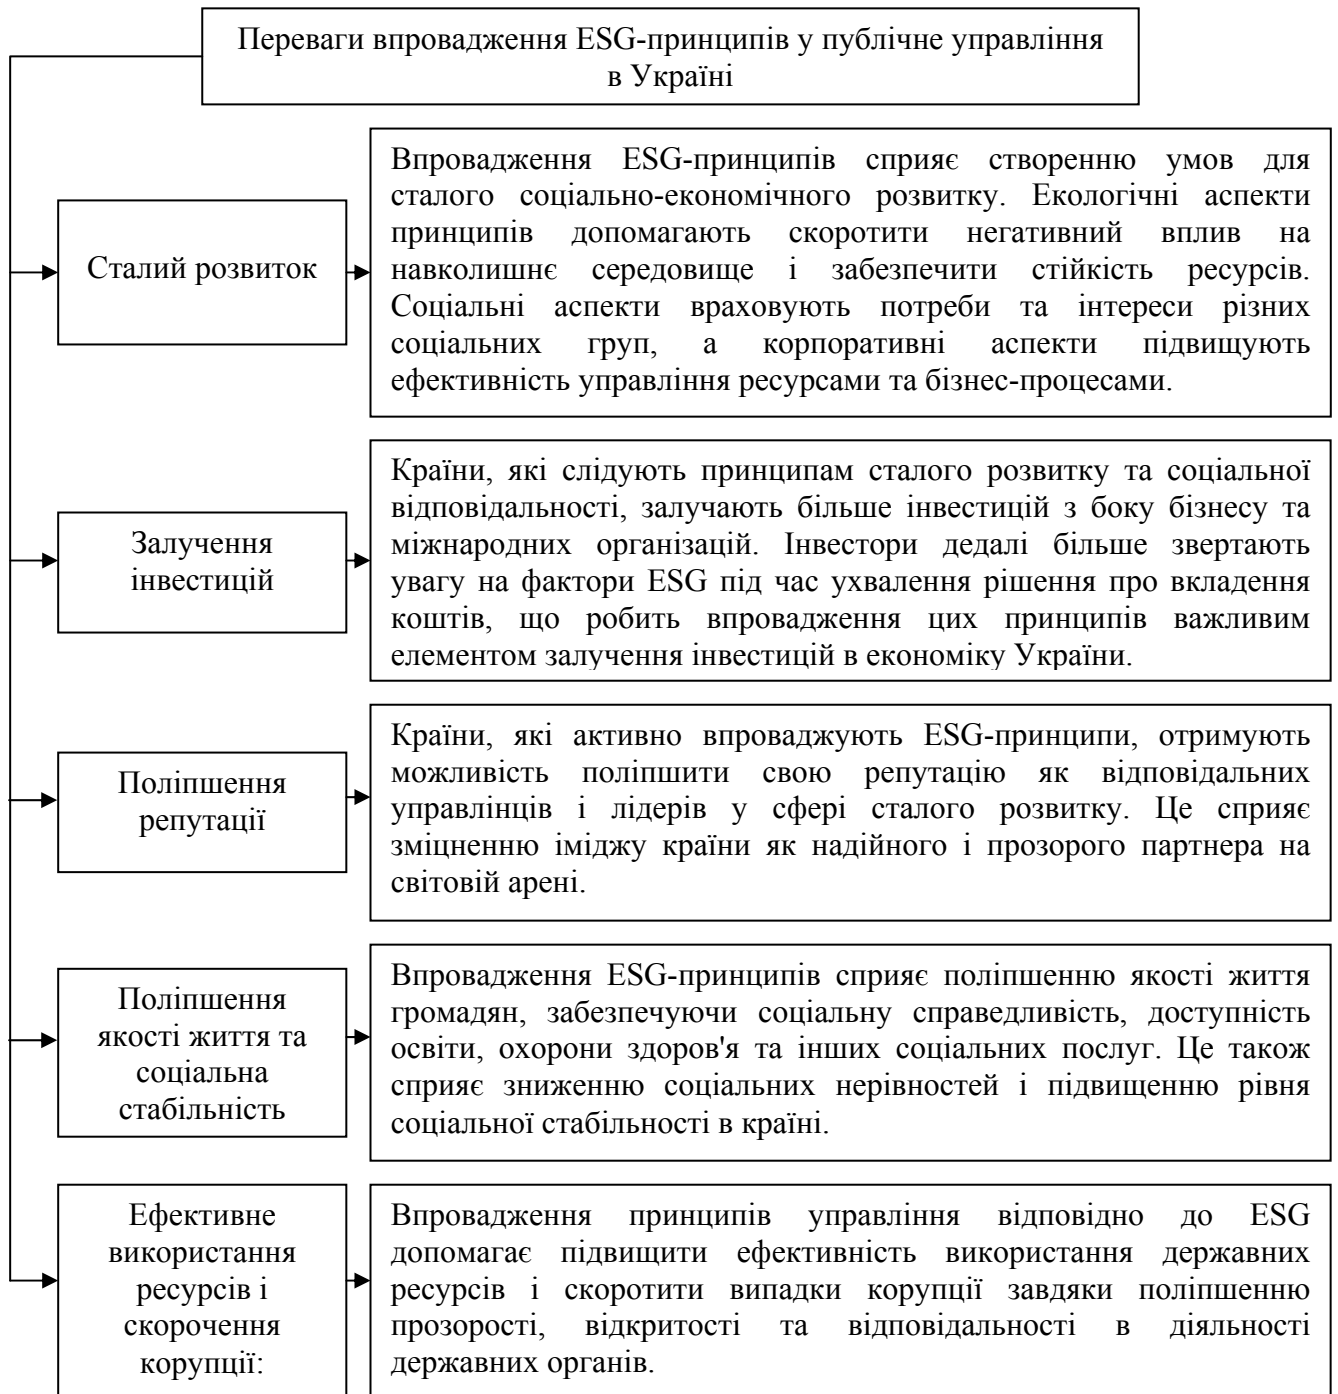 Переваги впровадження ESG-принципів у публічне управління
в Україні
Сталий розвиток
Впровадження ESG-принципів сприяє створенню умов для
сталого соціально-економічного розвитку. Екологічні аспекти
принципів допомагають скоротити негативний вплив на
навколишнє середовище і забезпечити стійкість ресурсів.
Соціальні аспекти враховують потреби та інтереси різних
соціальних груп, а корпоративні аспекти підвищують
ефективність управління ресурсами та бізнес-процесами.
Залучення
інвестицій
Країни, які слідують принципам сталого розвитку та соціальної
відповідальності, залучають більше інвестицій з боку бізнесу та
міжнародних організацій. Інвестори дедалі більше звертають
увагу на фактори ESG під час ухвалення рішення про вкладення
коштів, що робить впровадження цих принципів важливим
елементом залучення інвестицій в економіку України.
Поліпшення
репутації
Країни, які активно впроваджують ESG-принципи, отримують
можливість поліпшити свою репутацію як відповідальних
управлінців і лідерів у сфері сталого розвитку. Це сприяє
зміцненню іміджу країни як надійного і прозорого партнера на
світовій арені.
Поліпшення
якості життя та
соціальна
стабільність
Впровадження ESG-принципів сприяє поліпшенню якості життя
громадян, забезпечуючи соціальну справедливість, доступність
освіти, охорони здоров'я та інших соціальних послуг. Це також
сприяє зниженню соціальних нерівностей і підвищенню рівня
соціальної стабільності в країні.
Ефективне
використання
ресурсів і
скорочення
корупції:
Впровадження принципів управління відповідно до ESG
допомагає підвищити ефективність використання державних
ресурсів і скоротити випадки корупції завдяки поліпшенню
прозорості, відкритості та відповідальності в діяльності
державних органів.